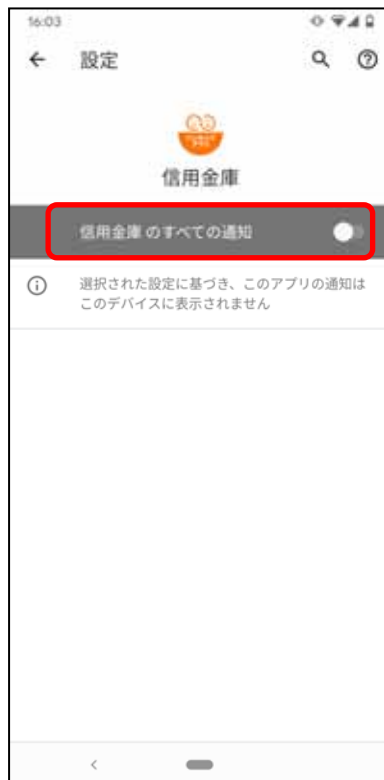 16:03
設定
信用金庫
信用金庫 のすべての通知
選択された設定に基づき、このアプリの通知は
このデバイスに表示されません